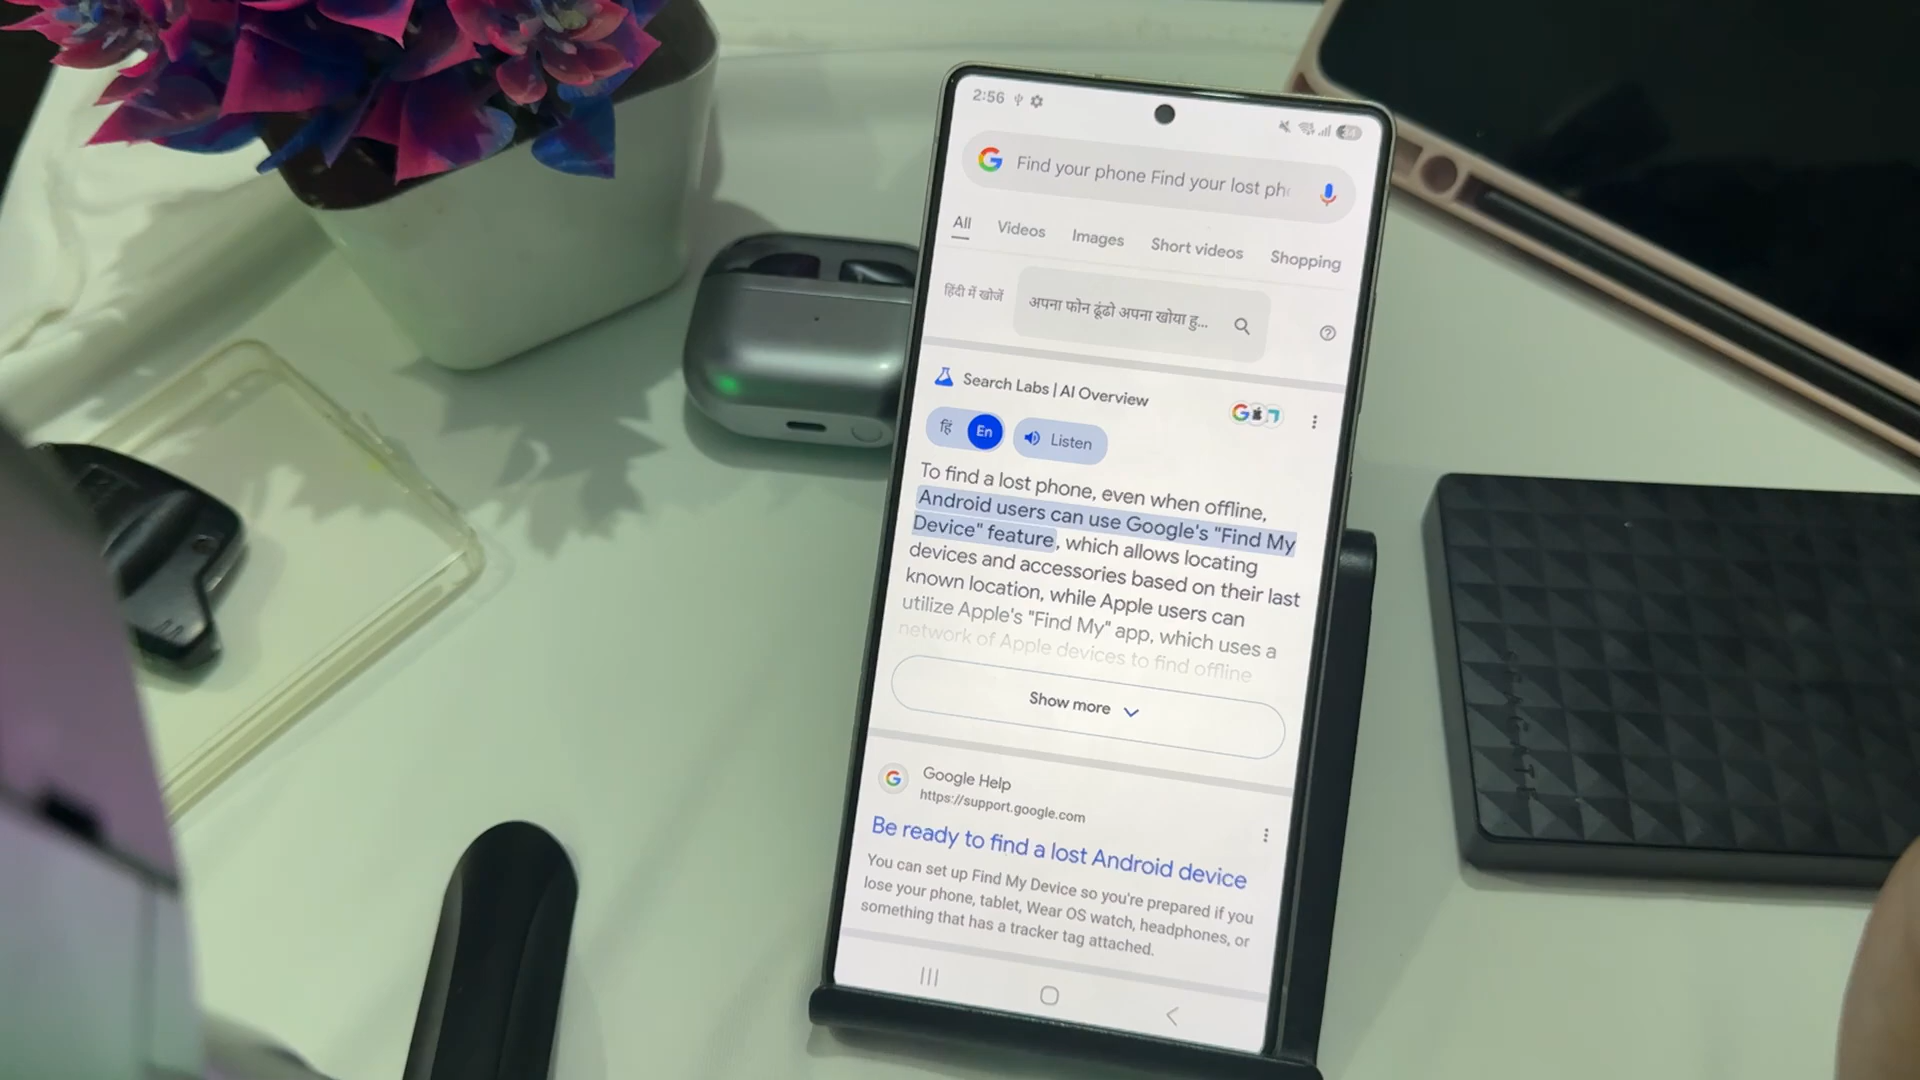 2:56
Find your phone Find your lost ph
All Videos Images Short videos Shopping
हिंदी में खोजें
अपना फोन ढूंढो अपना खोया हु...
Search Labs | AI Overview
हिं En Listen
To find a lost phone, even when offline,
Android users can use Google's "Find My
Device" feature, which allows locating
devices and accessories based on their last
known location, while Apple users can
utilize Apple's "Find My" app, which uses a
network of Apple devices to find offline
Show more
Google Help
https://support.google.com
Be ready to find a lost Android device
You can set up Find My Device so you're prepared if you
lose your phone, tablet, Wear OS watch, headphones, or
something that has a tracker tag attached.
SEAGATE